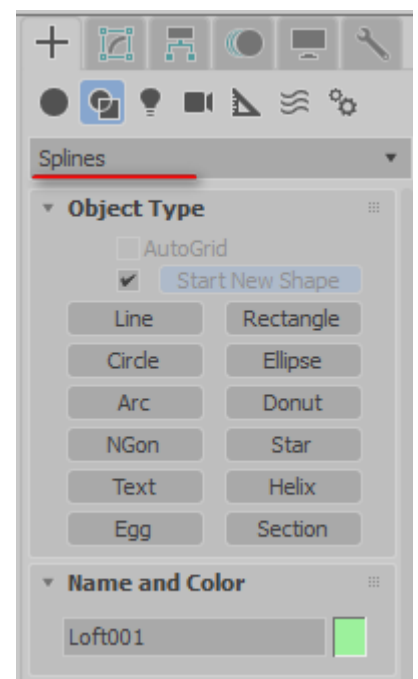 Splines
Object Type
AutoGrid
Start New Shape
Line Rectangle
Circle Ellipse
Arc Donut
NGon Star
Text Helix
Egg Section
Name and Color
Loft001